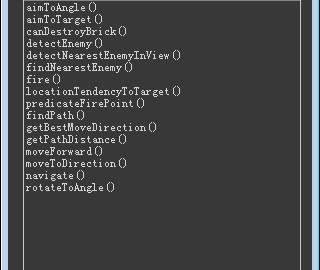 aimToAngle()
aimToTarget()
canDestroyBrick()
detectEnemy()
detectNearestEnemyInView()
findNearestEnemy()
fire()
locationTendencyToTarget()
predicateFirePoint()
findPath()
getBestMoveDirection()
getPathDistance()
moveForward()
moveToDirection()
navigate()
rotateToAngle()